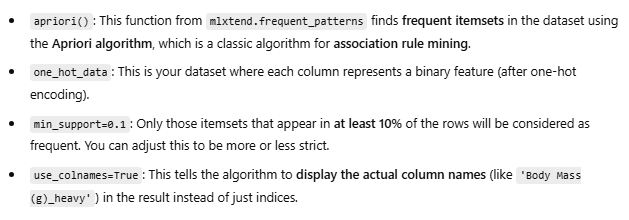 • apriori() : This function from mlxtend.frequent_patterns finds frequent itemsets in the dataset using
the Apriori algorithm, which is a classic algorithm for association rule mining.
• one_hot_data : This is your dataset where each column represents a binary feature (after one-hot
encoding).
• min_support=0.1 : Only those itemsets that appear in at least 10% of the rows will be considered as
frequent. You can adjust this to be more or less strict.
• use_colnames=True : This tells the algorithm to display the actual column names (like 'Body Mass
(g)_heavy' ) in the result instead of just indices.